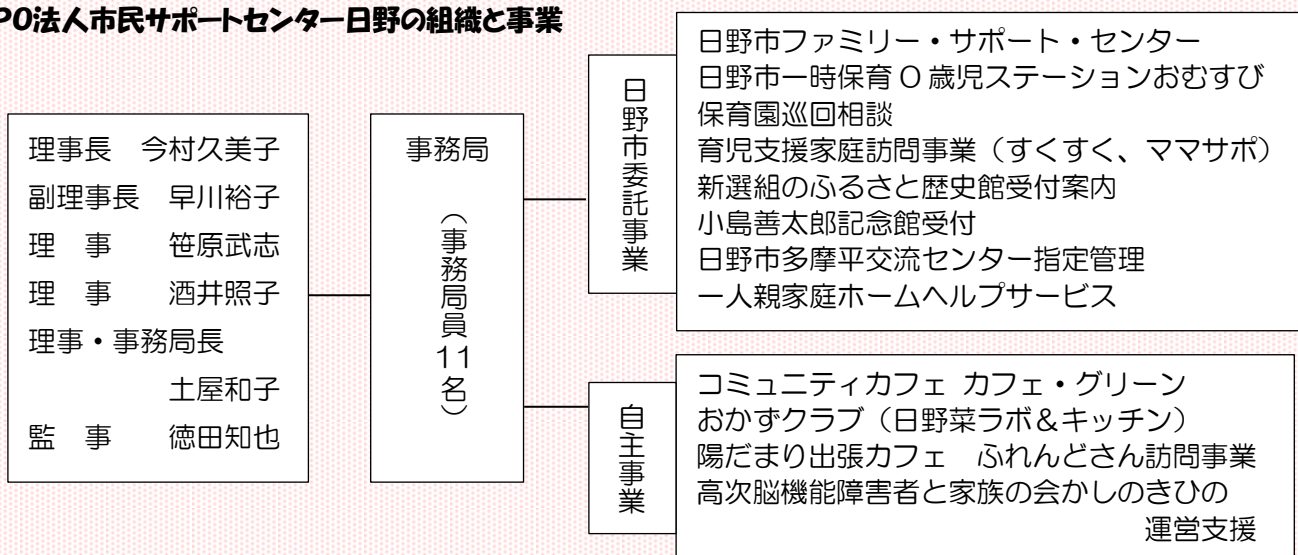 PO法人市民サポートセンター日野の組織と事業
理事長 今村久美子
副理事長 早川裕子
理 事 笹原武志
理 事 酒井照子
理事・事務局長
土屋和子
監 事 徳田知也
事務局
（事務局員11名）
日野市委託事業
日野市ファミリー・サポート・センター
日野市一時保育０歳児ステーションおむすび
保育園巡回相談
育児支援家庭訪問事業（すくすく、ママサポ）
新選組のふるさと歴史館受付案内
小島善太郎記念館受付
日野市多摩平交流センター指定管理
一人親家庭ホームヘルプサービス
自主事業
コミュニティカフェ カフェ・グリーン
おかずクラブ（日野菜ラボ＆キッチン）
陽だまり出張カフェ ふれんどさん訪問事業
高次脳機能障害者と家族の会かしのきひの
運営支援